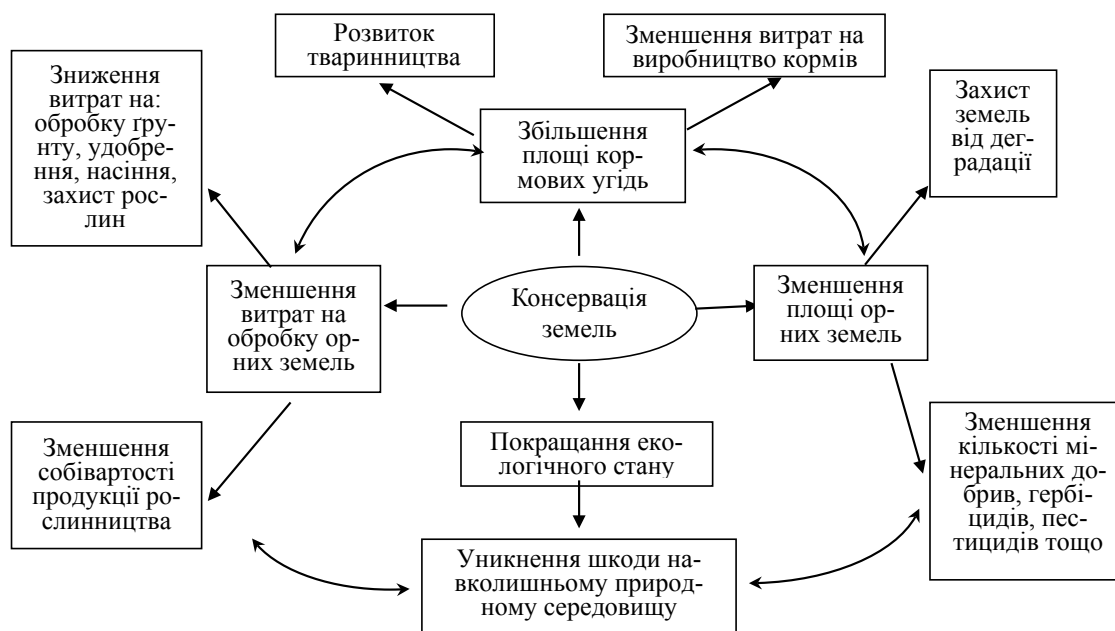 Розвиток
тваринництва
Зменшення витрат на
виробництво кормів
Зниження
витрат на:
обробку ґру-
нту, удобре-
ння, насіння,
захист рос-
лин
Збільшення
площі кор-
мових угідь
Захист
земель
від дег-
радації
Зменшення
витрат на
обробку ор-
них земель
Консервація
земель
Зменшення
площі ор-
них земель
Зменшення
собівартості
продукції ро-
слинництва
Покращання еко-
логічного стану
Зменшення
кількості мі-
неральних до-
брив, гербі-
цидів, пес-
тицидів тощо
Уникнення шкоди на-
вколишньому природ-
ному середовищу